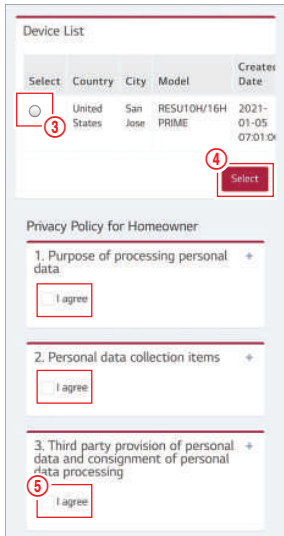 Device List
Select Country City Model Created Date
United States San Jose RESU10H/16H PRIME 2021-01-05 07:01:0
③
④
Select
Privacy Policy for Homeowner
1. Purpose of processing personal +
data
I agree
2. Personal data collection items +
I agree
3. Third party provision of personal +
data and consignment of personal
data processing
⑤
I agree